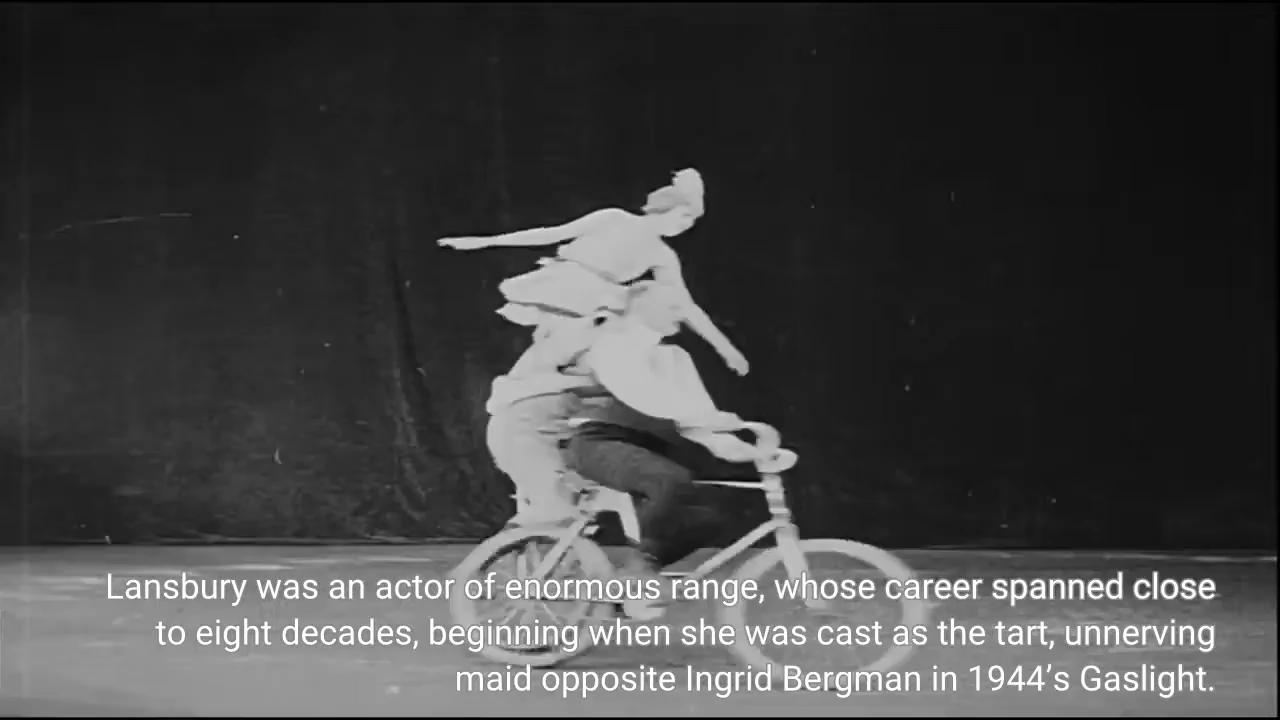 Lansbury was an actor of enormous range, whose career spanned close
to eight decades, beginning when she was cast as the tart, unnerving
maid opposite Ingrid Bergman in 1944’s Gaslight.